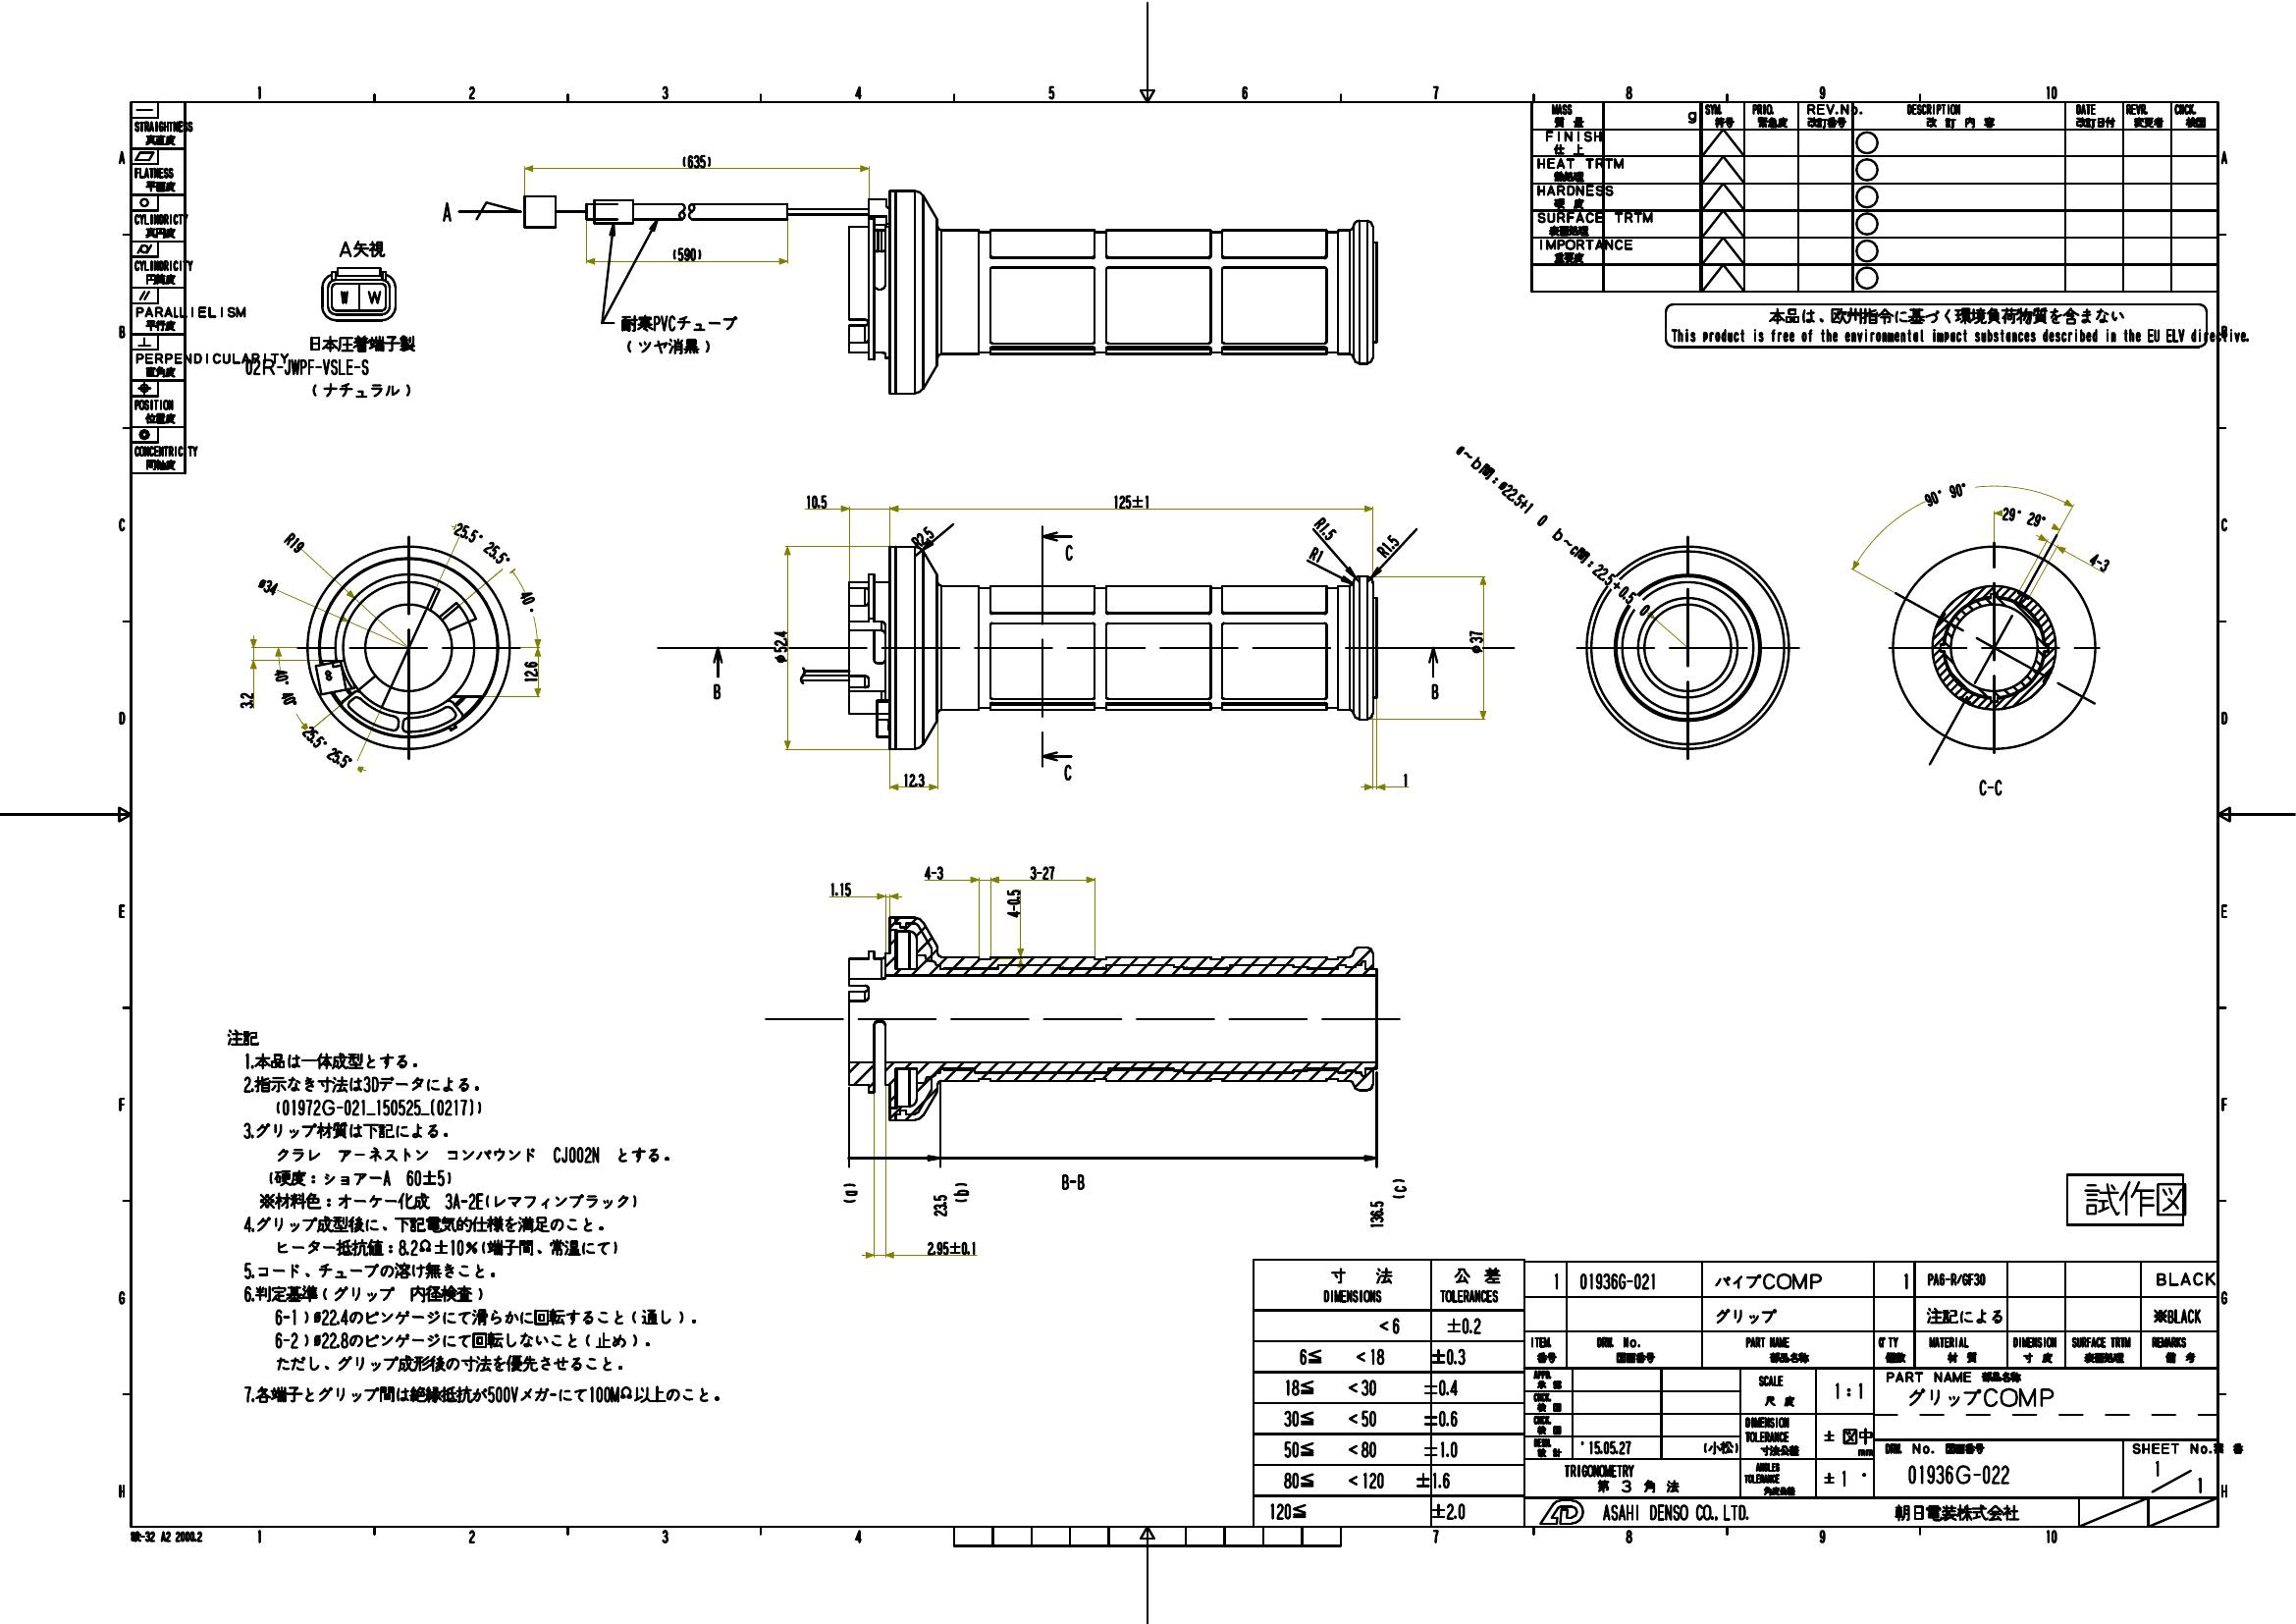 1 2 3 4 5 6 7 8 9 10
A
B
C
D
E
F
G
H
STRAIGHTNESS
真直度
FLATNESS
平面度
CYLINDRICTY
真円度
CYLINDRICITY
円筒度
PARALLIELISM
平行度
PERPENDICULARITY
直角度
POSITION
位置度
CONCENTRICITY
同軸度
MASS
質 量
g
SYM.
符号
PRIO.
緊急度
REV.No.
改訂番号
DESCRIPTION
改 訂 内 容
DATE
改訂日付
REVR.
変更者
CHCK.
検図
FINISH
仕 上
HEAT TRTM
熱処理
HARDNESS
硬 度
SURFACE TRTM
表面処理
IMPORTANCE
重要度
本品は、欧州指令に基づく環境負荷物質を含まない
This product is free of the environmental impact substances described in the EU ELV directive.
(635)
A
(590)
A矢視
W W
日本圧着端子製
02R-JWPF-VSLE-S
(ナチュラル)
耐寒PVCチューブ
(ツヤ消黒)
R19
ø34
25.5° 25.5°
40°
12.6
3.2
40° 40°
25.5° 25.5°
8
10.5
125±1
R2.5
C
R1.5
R1
R1.5
ø52.4
ø37
B
B
C
12.3
1
a~b間:ø22.5+1 0 b~c間:22.5+0.5 0
90° 90°
29° 29°
4-3
C-C
1.15
4-3
3-27
4-0.5
(a)
23.5
(b)
B-B
136.5
(c)
2.95±0.1
注記
1.本品は一体成型とする。
2.指示なき寸法は3Dデータによる。
(01972G-021_150525_(0217))
3.グリップ材質は下記による。
クラレ アーネストン コンパウンド CJ002N とする。
(硬度:ショアーA 60±5)
※材料色:オーケー化成 3A-2E(レマフィンブラック)
4.グリップ成型後に、下記電気的仕様を満足のこと。
ヒーター抵抗値:8.2Ω±10%(端子間、常温にて)
5.コード、チューブの溶け無きこと。
6.判定基準(グリップ 内径検査)
6-1)ø22.4のピンゲージにて滑らかに回転すること(通し)。
6-2)ø22.8のピンゲージにて回転しないこと(止め)。
ただし、グリップ成形後の寸法を優先させること。
7.各端子とグリップ間は絶縁抵抗が500Vメガーにて100MΩ以上のこと。
試作図
寸 法 公 差
DIMENSIONS TOLERANCES
<6 ±0.2
6≦ <18 ±0.3
18≦ <30 ±0.4
30≦ <50 ±0.6
50≦ <80 ±1.0
80≦ <120 ±1.6
120≦ ±2.0
1 01936G-021 パイプCOMP 1 PA6-R/GF30 BLACK
グリップ 注記による ※BLACK
ITEM. DRW. No. PART NAME Q'TY MATERIAL DIMENSION SURFACE TRTM REMARKS
番号 図面番号 部品名称 個数 材 質 寸 度 表面処理 備 考
APPD.
承 認
CHCK.
検 図
CHCK.
検 図
DESN.
設 計
'15.05.27
(小松)
SCALE
尺 度
1:1
DIMENSION
TOLERANCE
寸法公差
± 図中
mm
ANGLES
TOLERANCE
角度公差
±1 °
TRIGONOMETRY
第 3 角 法
PART NAME 部品名称
グリップCOMP
DRW. No. 図面番号
01936G-022
SHEET No.葉 番
1/1
ASAHI DENSO CO., LTD.
朝日電装株式会社
A2 2000.2
1 2 3 4 7 8 9 10